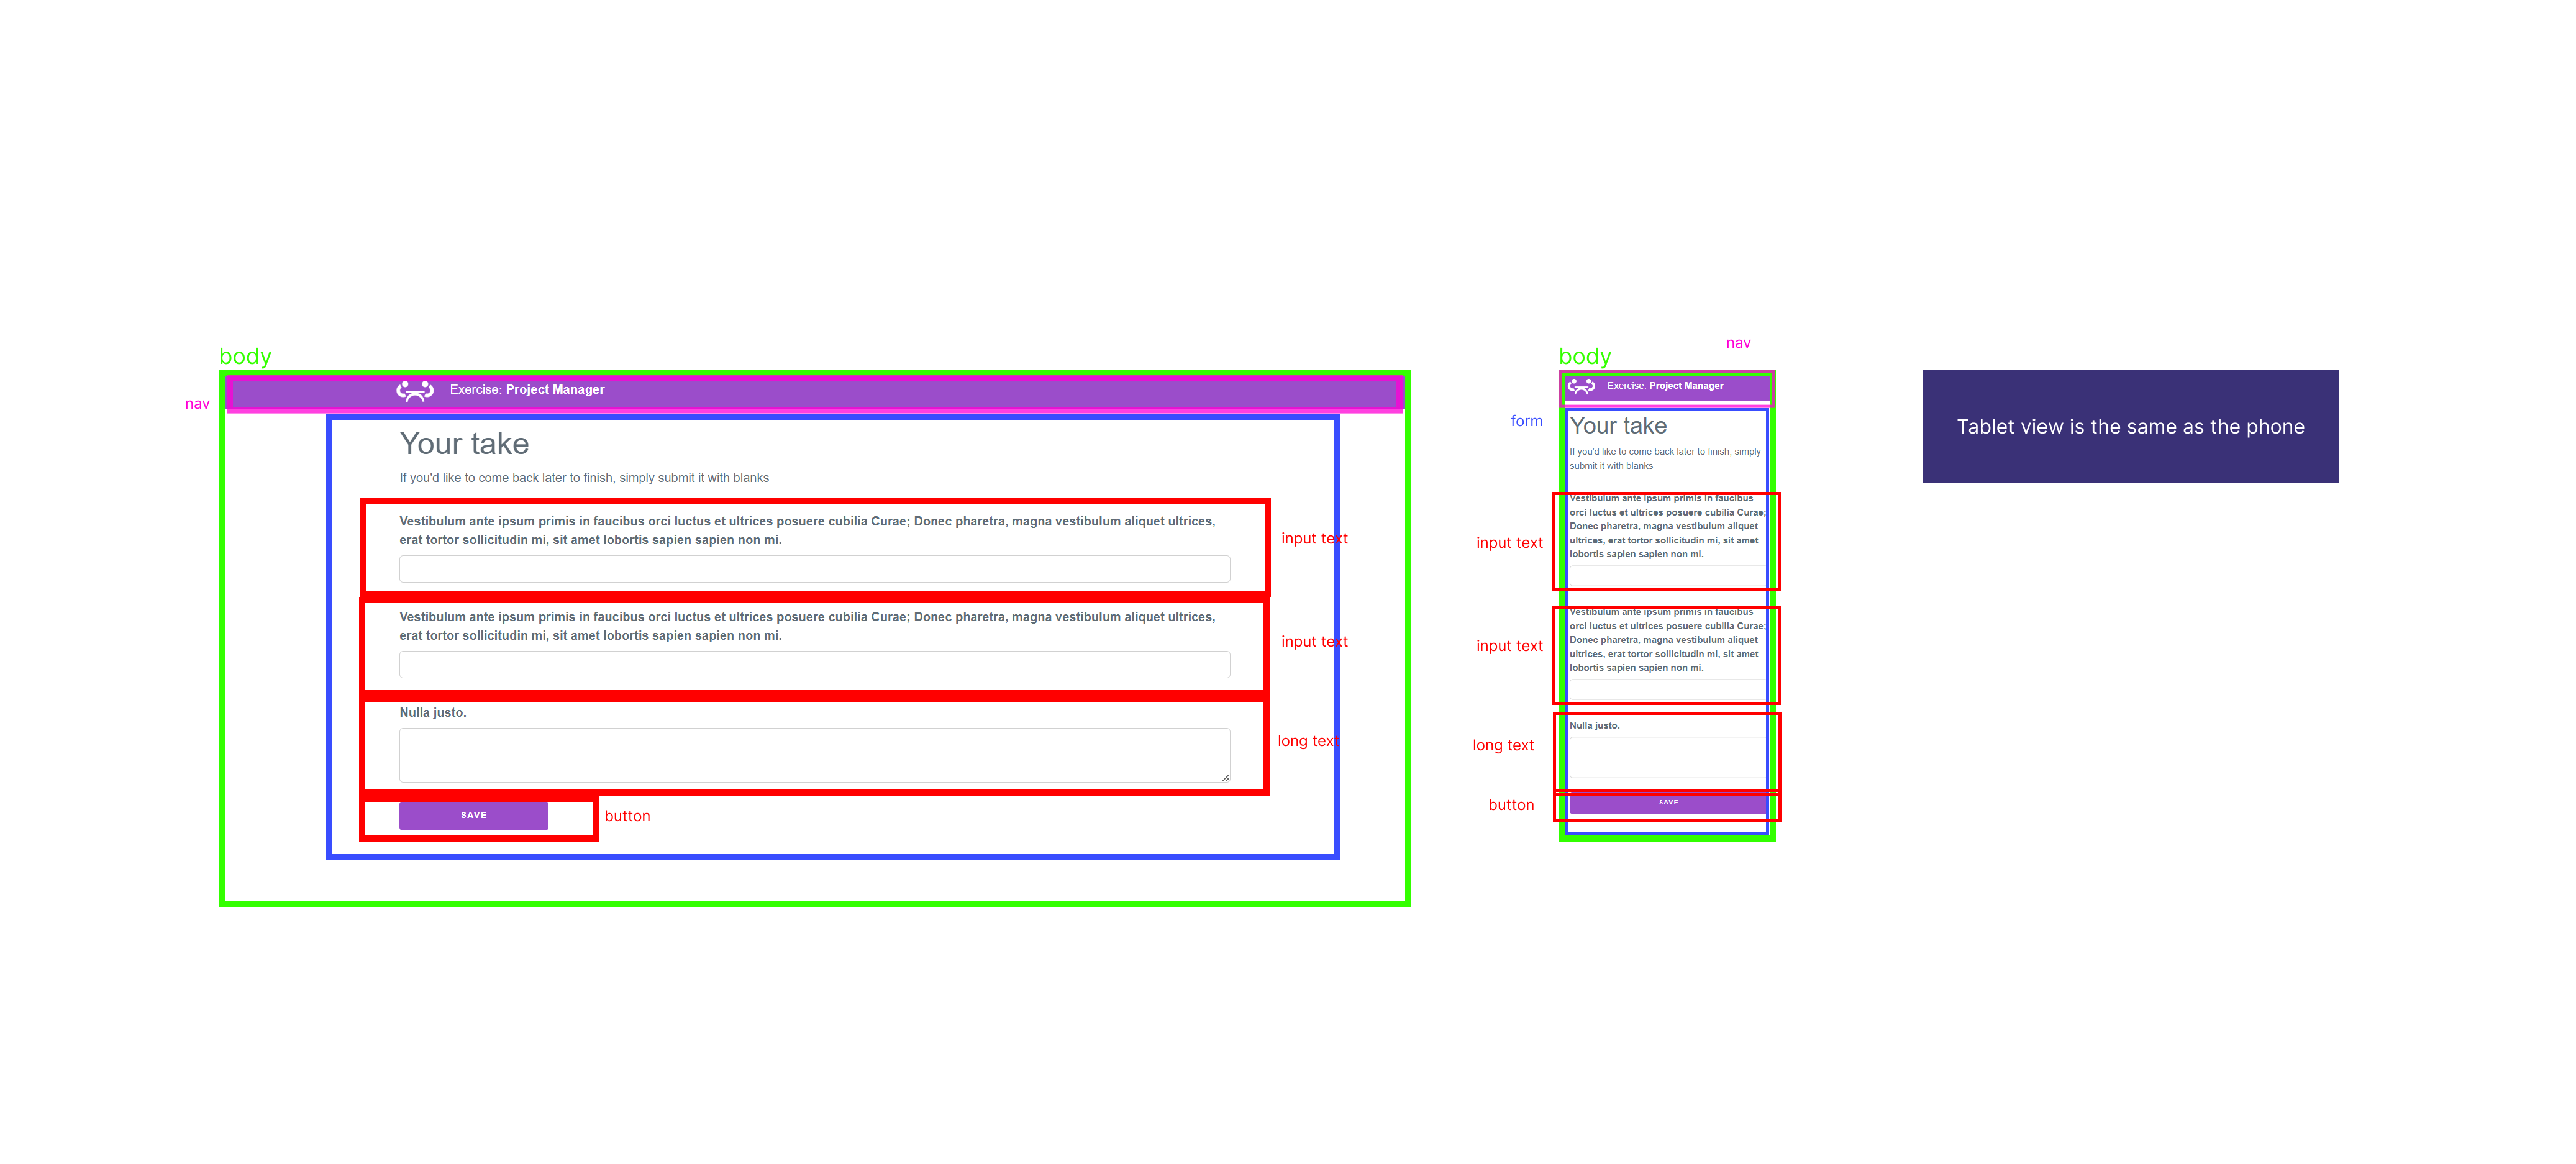 body
nav
Exercise: Project Manager
Your take
If you'd like to come back later to finish, simply submit it with blanks
Vestibulum ante ipsum primis in faucibus orci luctus et ultrices posuere cubilia Curae; Donec pharetra, magna vestibulum aliquet ultrices,
erat tortor sollicitudin mi, sit amet lobortis sapien sapien non mi.
input text
Vestibulum ante ipsum primis in faucibus orci luctus et ultrices posuere cubilia Curae; Donec pharetra, magna vestibulum aliquet ultrices,
erat tortor sollicitudin mi, sit amet lobortis sapien sapien non mi.
input text
Nulla justo.
long text
SAVE
button
nav
body
Exercise: Project Manager
form
Your take
If you'd like to come back later to finish, simply
submit it with blanks
Vestibulum ante ipsum primis in faucibus
orci luctus et ultrices posuere cubilia Curae;
Donec pharetra, magna vestibulum aliquet
ultrices, erat tortor sollicitudin mi, sit amet
lobortis sapien sapien non mi.
input text
Vestibulum ante ipsum primis in faucibus
orci luctus et ultrices posuere cubilia Curae;
Donec pharetra, magna vestibulum aliquet
ultrices, erat tortor sollicitudin mi, sit amet
lobortis sapien sapien non mi.
input text
Nulla justo.
long text
SAVE
button
Tablet view is the same as the phone